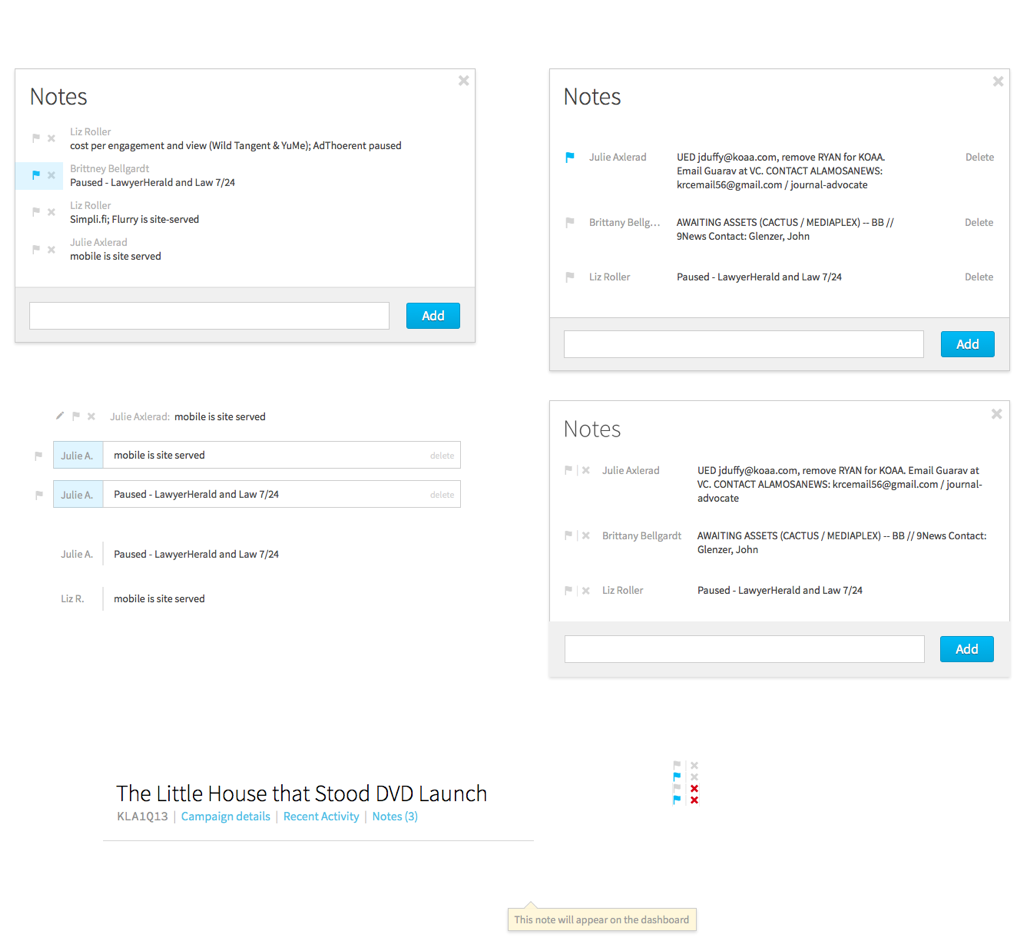 Notes
Liz Roller
cost per engagement and view (Wild Tangent & YuMe); AdThoerent paused
Brittney Bellgardt
Paused - LawyerHerald and Law 7/24
Liz Roller
Simpli.fi; Flurry is site-served
Julie Axlerad
mobile is site served
Add
Notes
Julie Axlerad UED jduffy@koaa.com, remove RYAN for KOAA. Delete
Email Guarav at VC. CONTACT ALAMOSANEWS:
krcemail56@gmail.com / journal-advocate
Brittany Bellg... AWAITING ASSETS (CACTUS / MEDIAPLEX) -- BB // Delete
9News Contact: Glenzer, John
Liz Roller Paused - LawyerHerald and Law 7/24 Delete
Add
Julie Axlerad: mobile is site served
Julie A. mobile is site served delete
Julie A. Paused - LawyerHerald and Law 7/24 delete
Julie A. Paused - LawyerHerald and Law 7/24
Liz R. mobile is site served
Notes
Julie Axlerad UED jduffy@koaa.com, remove RYAN for KOAA. Email Guarav at
VC. CONTACT ALAMOSANEWS: krcemail56@gmail.com / journal-
advocate
Brittany Bellgardt AWAITING ASSETS (CACTUS / MEDIAPLEX) -- BB // 9News Contact:
Glenzer, John
Liz Roller Paused - LawyerHerald and Law 7/24
Add
The Little House that Stood DVD Launch
KLA1Q13 | Campaign details | Recent Activity | Notes (3)
This note will appear on the dashboard